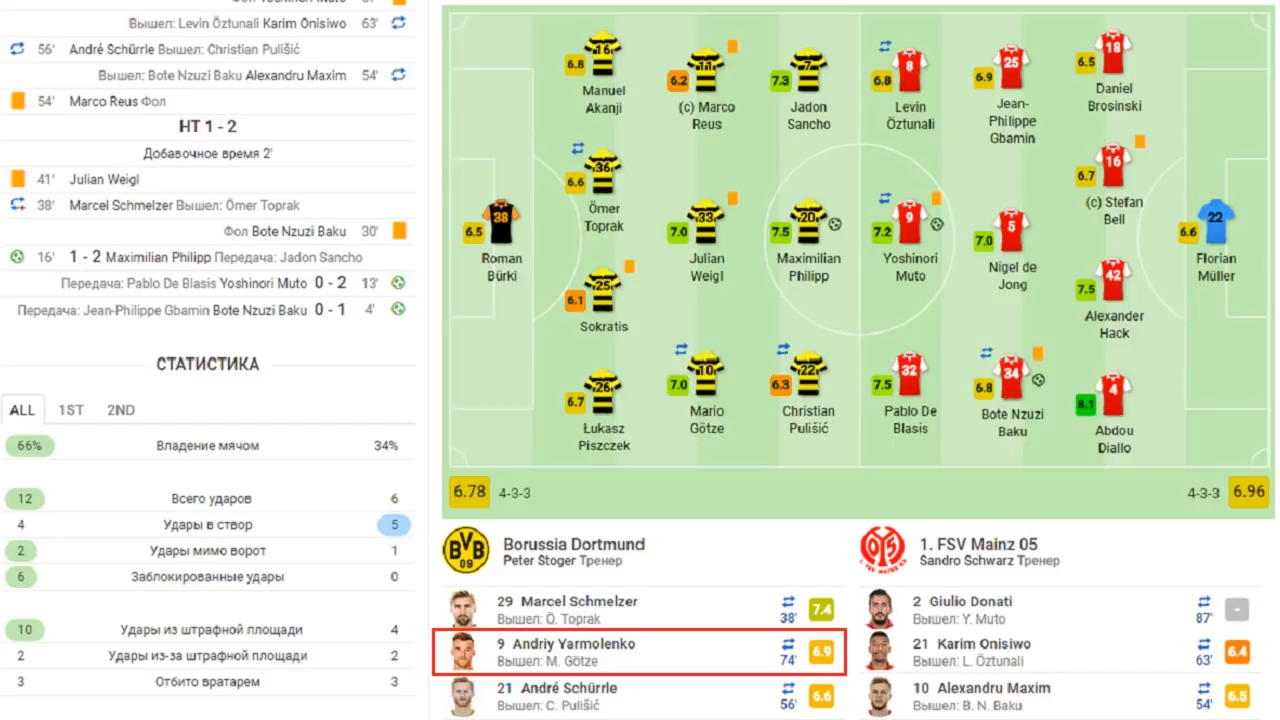 Вышел: Levin Öztunali Karim Onisiwo 63'
56' André Schürrle Вышел: Christian Pulišić
Вышел: Bote Nzuzi Baku Alexandru Maxim 54'
54' Marco Reus Фол
HT 1 - 2
Добавочное время 2'
41' Julian Weigl
38' Marcel Schmelzer Вышел: Ömer Toprak
Фол Bote Nzuzi Baku 30'
16' 1 - 2 Maximilian Philipp Передача: Jadon Sancho
Передача: Pablo De Blasis Yoshinori Muto 0 - 2 13'
Передача: Jean-Philippe Gbamin Bote Nzuzi Baku 0 - 1 4'
СТАТИСТИКА
ALL 1ST 2ND
66% Владение мячом 34%
12 Всего ударов 6
4 Удары в створ 5
2 Удары мимо ворот 1
6 Заблокированные удары 0
10 Удары из штрафной площади 4
2 Удары из-за штрафной площади 2
3 Отбито вратарем 3
38
6.5
Roman
Bürki
16
6.8
Manuel
Akanji
36
6.6
Ömer
Toprak
25
6.1
Sokratis
26
6.7
Łukasz
Piszczek
11
6.2
(c) Marco
Reus
33
7.0
Julian
Weigl
10
7.0
Mario
Götze
7
7.3
Jadon
Sancho
20
7.5
Maximilian
Philipp
22
6.3
Christian
Pulišić
8
6.8
Levin
Öztunali
9
7.2
Yoshinori
Muto
32
7.5
Pablo De
Blasis
25
6.9
Jean-
Philippe
Gbamin
5
7.0
Nigel de
Jong
34
6.8
Bote Nzuzi
Baku
18
6.5
Daniel
Brosinski
16
6.7
(c) Stefan
Bell
42
7.5
Alexander
Hack
4
8.1
Abdou
Diallo
22
6.6
Florian
Müller
6.78 4-3-3
4-3-3 6.96
BVB
09
Borussia Dortmund
Peter Stoger Тренер
29 Marcel Schmelzer
Вышел: Ö. Toprak 38' 7.4
9 Andriy Yarmolenko
Вышел: M. Götze 74' 6.9
21 André Schürrle
Вышел: C. Pulišić 56' 6.6
1. FSV Mainz 05
Sandro Schwarz Тренер
2 Giulio Donati
Вышел: Y. Muto 87' -
21 Karim Onisiwo
Вышел: L. Öztunali 63' 6.4
10 Alexandru Maxim
Вышел: B. N. Baku 54' 6.5